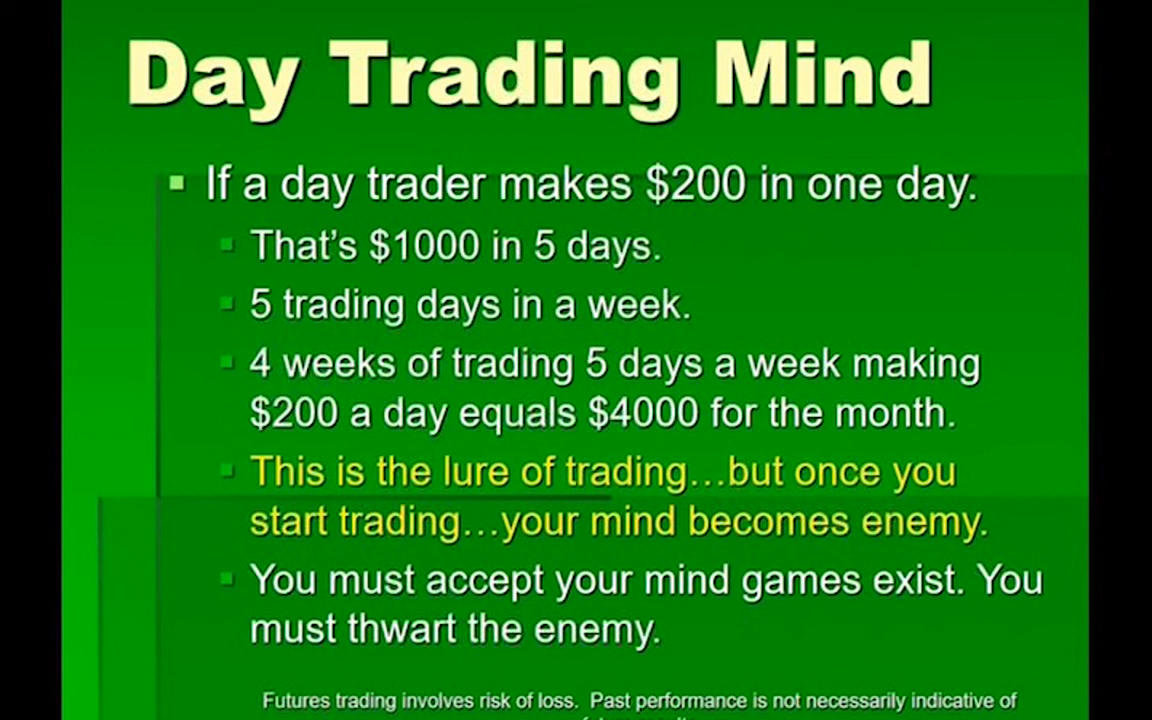 Day Trading Mind
If a day trader makes $200 in one day.
That's $1000 in 5 days.
5 trading days in a week.
4 weeks of trading 5 days a week making
$200 a day equals $4000 for the month.
This is the lure of trading…but once you
start trading…your mind becomes enemy.
You must accept your mind games exist. You
must thwart the enemy.
Futures trading involves risk of loss. Past performance is not necessarily indicative of